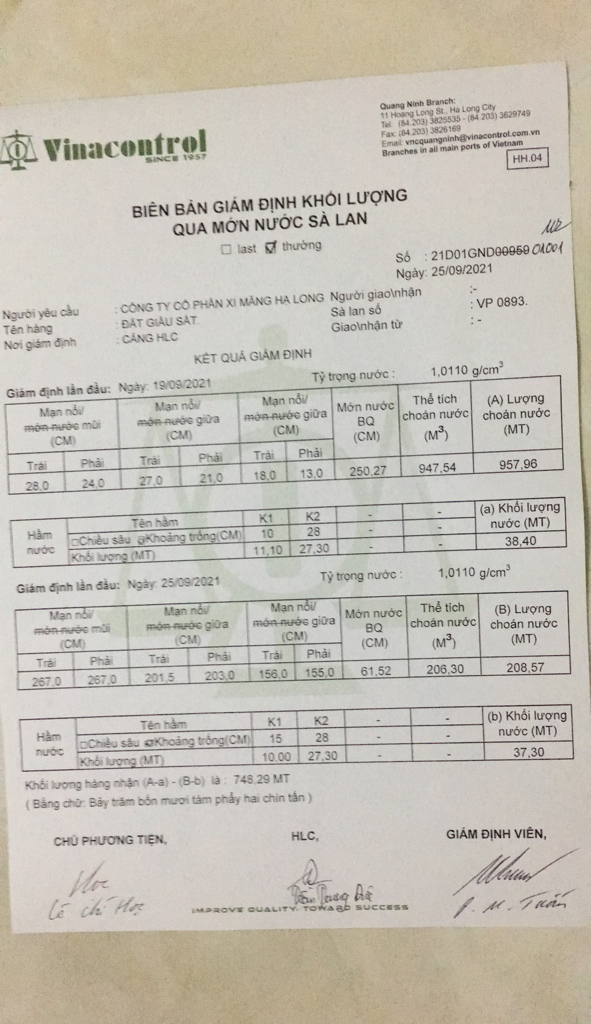 Vinacontrol
SINCE 1957
Quang Ninh Branch:
11 Hoang Long St., Ha Long City
Tel: (84.203) 3825535 - (84.203) 3629749
Fax: (84.203) 3826169
Email: vncquangninh@vinacontrol.com.vn
Branches in all main ports of Vietnam
HH.04
BIÊN BẢN GIÁM ĐỊNH KHỐI LƯỢNG
QUA MỚN NƯỚC SÀ LAN
☐ last ☑ thường
Số : 21D01GND00959 01001
Ngày: 25/09/2021
Người yêu cầu : CÔNG TY CỔ PHẦN XI MĂNG HẠ LONG Người giao\nhận :-
Tên hàng : ĐẤT GIÀU SẮT. Sà lan số : VP 0893.
Nơi giám định : CẢNG HLC Giao\nhận từ : -
KẾT QUẢ GIÁM ĐỊNH
Giám định lần đầu: Ngày: 19/09/2021 Tỷ trọng nước : 1,0110 g/cm³
Mạn nổi/ món nước mũi (CM) Mạn nổi/ món nước giữa (CM) Mạn nổi/ món nước giữa (CM) Mớn nước BQ (CM) Thể tích choán nước (M³) (A) Lượng choán nước (MT)
Trái Phải Trái Phải Trái Phải
28,0 24,0 27,0 21,0 18,0 13,0 250,27 947,54 957,96
Hầm nước Tên hầm K1 K2 - - (a) Khối lượng nước (MT)
☐Chiều sâu ☑Khoảng trống(CM) 10 28 - -
Khối lượng (MT) 11,10 27,30 - - 38,40
Giám định lần đầu: Ngày: 25/09/2021 Tỷ trọng nước : 1,0110 g/cm³
Mạn nổi/ món nước mũi (CM) Mạn nổi/ món nước giữa (CM) Mạn nổi/ món nước giữa (CM) Mớn nước BQ (CM) Thể tích choán nước (M³) (B) Lượng choán nước (MT)
Trái Phải Trái Phải Trái Phải
267,0 267,0 201,5 203,0 156,0 155,0 61,52 206,30 208,57
Hầm nước Tên hầm K1 K2 - - (b) Khối lượng nước (MT)
☐Chiều sâu ☑Khoảng trống(CM) 15 28 - -
Khối lượng (MT) 10,00 27,30 - - 37,30
Khối lượng hàng nhận (A-a) - (B-b) là : 748,29 MT
( Bằng chữ: Bảy trăm bốn mươi tám phẩy hai chín tấn )
CHỦ PHƯƠNG TIỆN, HLC, GIÁM ĐỊNH VIÊN,
Học
Lê Chí Học
P. M. Tuấn
IMPROVE QUALITY, TOWARD SUCCESS